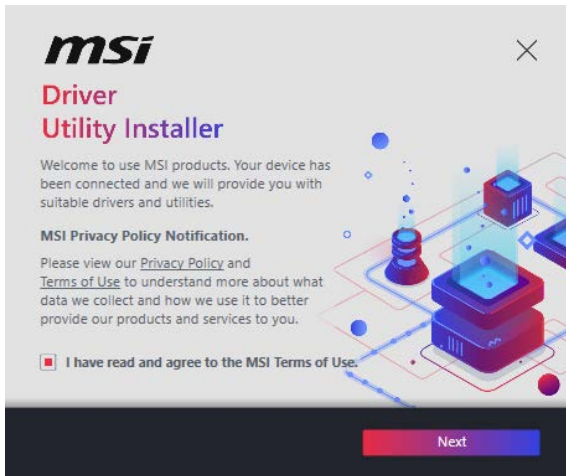 msi
Driver
Utility Installer
Welcome to use MSI products. Your device has
been connected and we will provide you with
suitable drivers and utilities.
MSI Privacy Policy Notification.
Please view our Privacy Policy and
Terms of Use to understand more about what
data we collect and how we use it to better
provide our products and services to you.
I have read and agree to the MSI Terms of Use.
Next